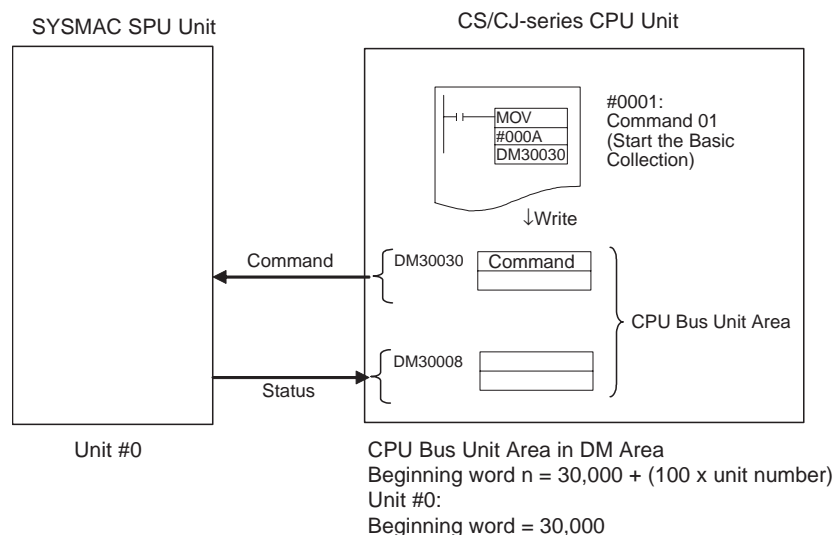 SYSMAC SPU Unit
CS/CJ-series CPU Unit
MOV
#000A
DM30030
#0001:
Command 01
(Start the Basic
Collection)
↓Write
Command
DM30030
Command
CPU Bus Unit Area
DM30008
Status
Unit #0
CPU Bus Unit Area in DM Area
Beginning word n = 30,000 + (100 x unit number)
Unit #0:
Beginning word = 30,000